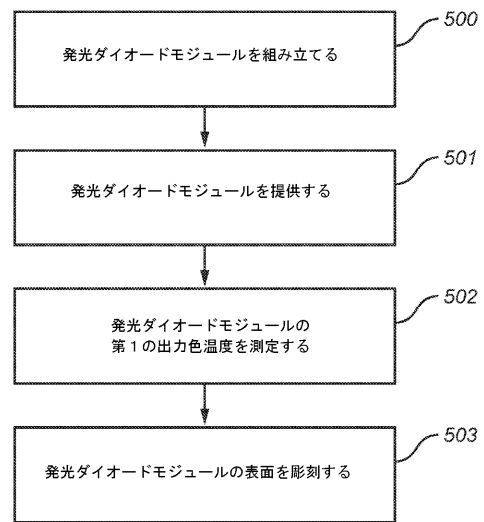 500
発光ダイオードモジュールを組み立てる
501
発光ダイオードモジュールを提供する
502
発光ダイオードモジュールの
第1の出力色温度を測定する
503
発光ダイオードモジュールの表面を彫刻する